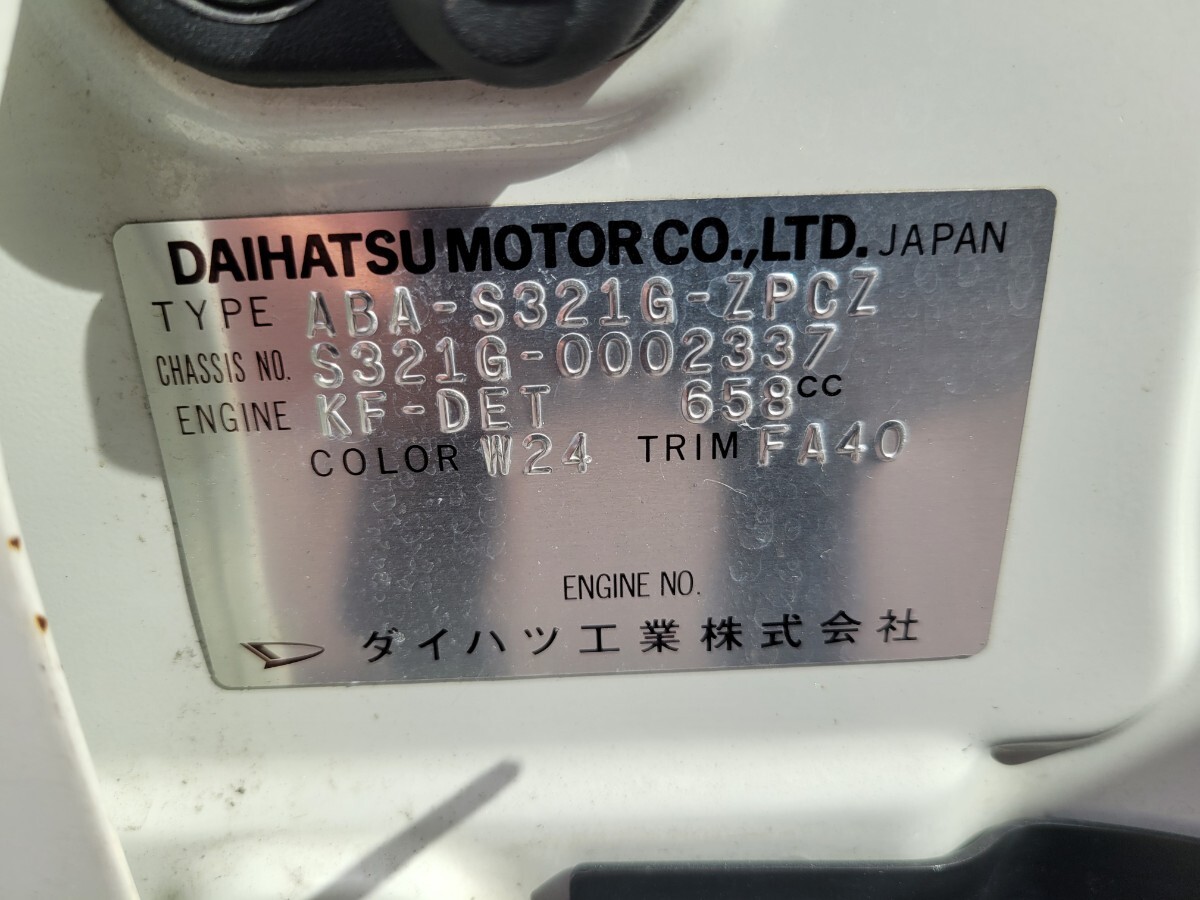 DAIHATSU MOTOR CO.,LTD. JAPAN
TYPE ABA-S321G-ZPCZ
CHASSIS NO. S321G-0002337
ENGINE KF-DET 658CC
COLOR W24 TRIM FA40
ENGINE NO.
ダイハツ工業株式会社